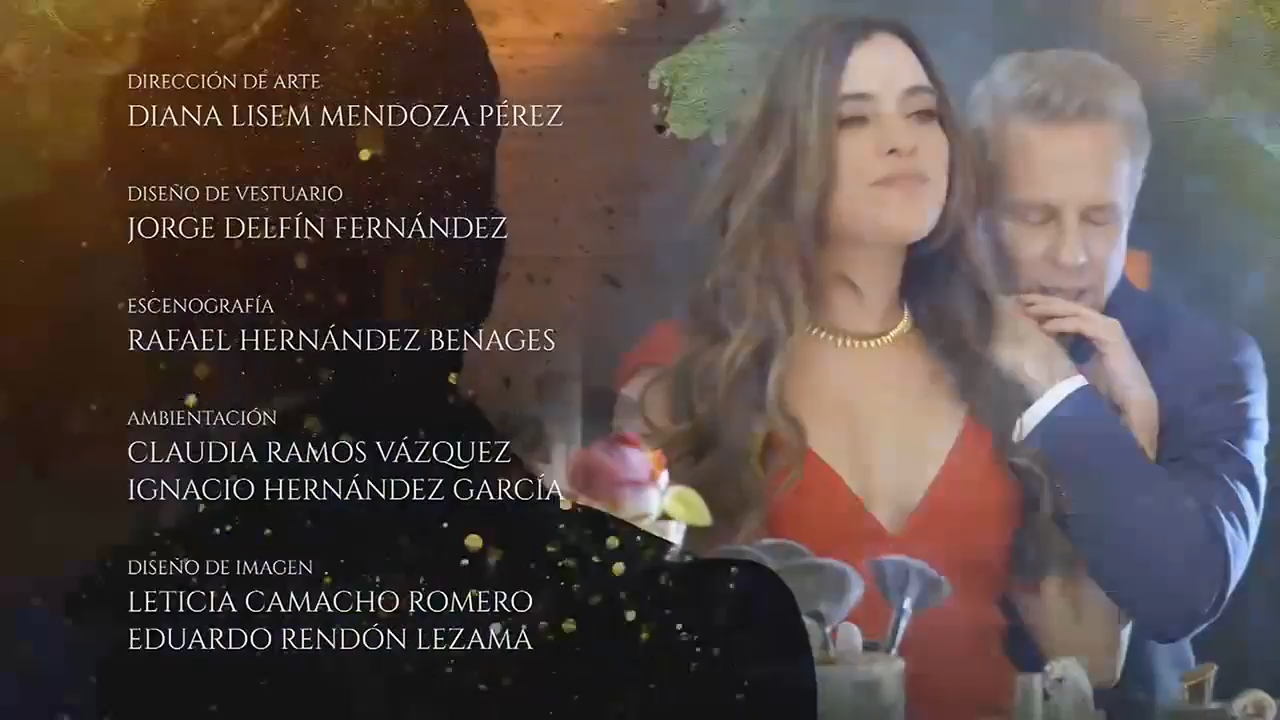 DIRECCIÓN DE ARTE
DIANA LISEM MENDOZA PÉREZ
DISEÑO DE VESTUARIO
JORGE DELFÍN FERNÁNDEZ
ESCENOGRAFÍA
RAFAEL HERNÁNDEZ BENAGES
AMBIENTACIÓN
CLAUDIA RAMOS VÁZQUEZ
IGNACIO HERNÁNDEZ GARCÍA
DISEÑO DE IMAGEN
LETICIA CAMACHO ROMERO
EDUARDO RENDÓN LEZAMA